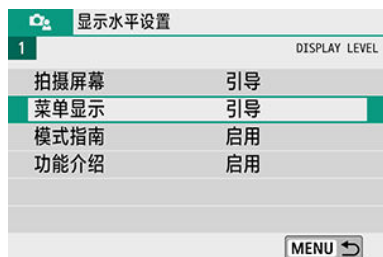 显示水平设置
1 DISPLAY LEVEL
拍摄屏幕 引导
菜单显示 引导
模式指南 启用
功能介绍 启用
MENU